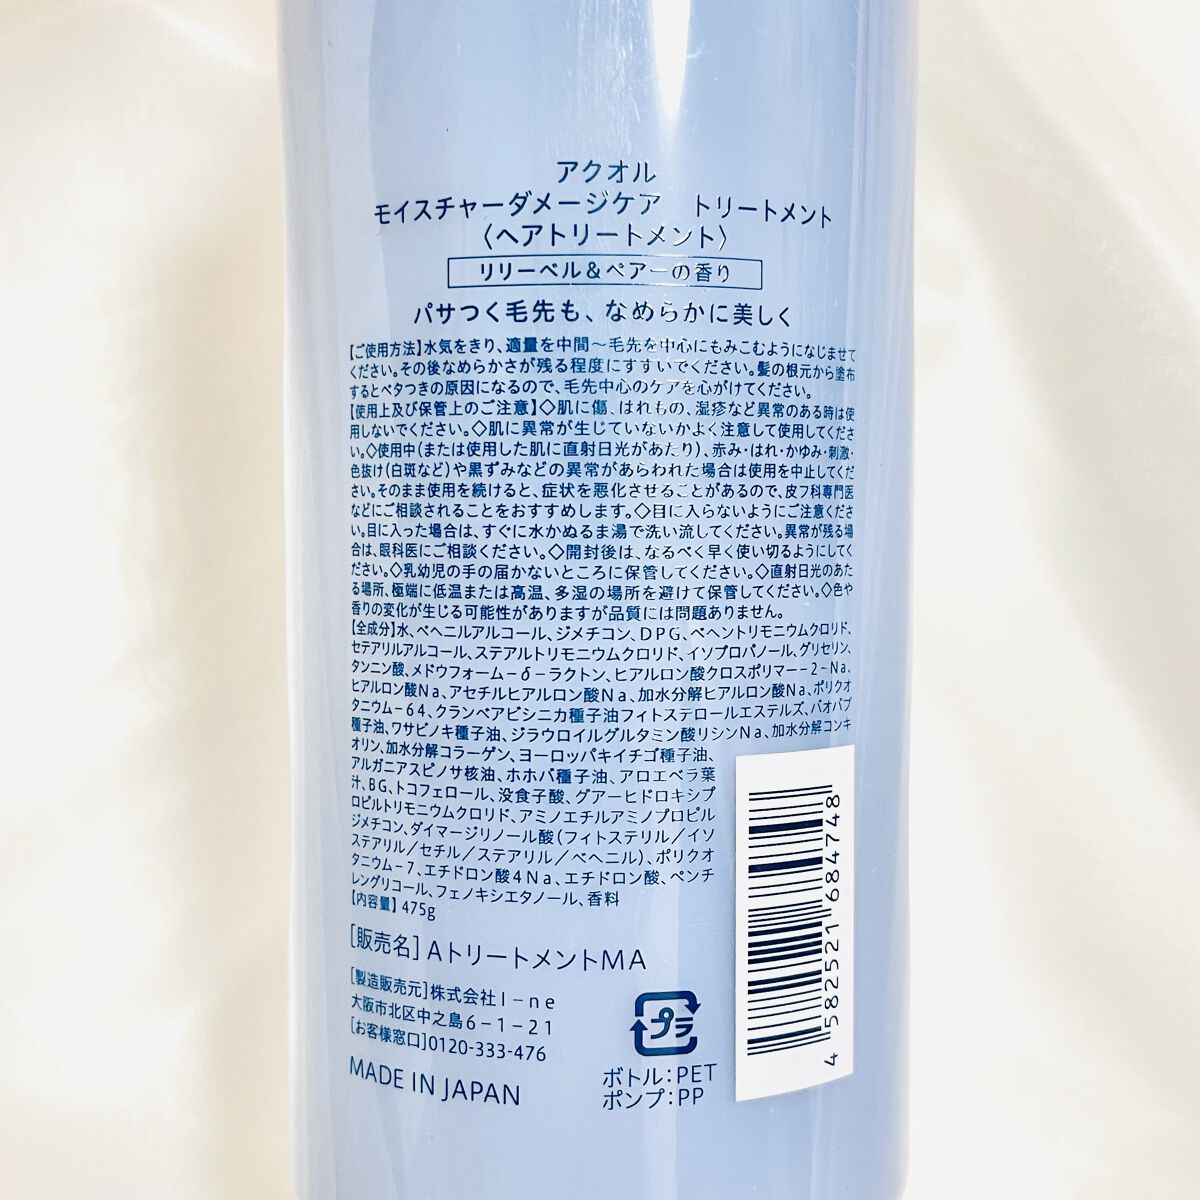 アクオル
モイスチャーダメージケア　トリートメント
〈ヘアトリートメント〉
リリーベル&ペアーの香り
パサつく毛先も、なめらかに美しく
【ご使用方法】水気をきり、適量を中間～毛先を中心にもみこむようになじませて
ください。その後なめらかさが残る程度にすすいでください。髪の根元から塗布
するとベタつきの原因になるので、毛先中心のケアを心がけてください。
【使用上及び保管上のご注意】◇肌に傷、はれもの、湿疹など異常のある時は使
用しないでください。◇肌に異常が生じていないかよく注意して使用してくださ
い。◇使用中(または使用した肌に直射日光があたり)、赤み・はれ・かゆみ・刺激・
色抜け(白斑など)や黒ずみなどの異常があらわれた場合は使用を中止してくだ
さい。そのまま使用を続けると、症状を悪化させることがあるので、皮フ科専門医
などにご相談されることをおすすめします。◇目に入らないようにご注意くださ
い。目に入った場合は、すぐに水かぬるま湯で洗い流してください。異常が残る場
合は、眼科医にご相談ください。◇開封後は、なるべく早く使い切るようにしてく
ださい。◇乳幼児の手の届かないところに保管してください。◇直射日光のあた
る場所、極端に低温または高温、多湿の場所を避けて保管してください。◇色や
香りの変化が生じる可能性がありますが品質には問題ありません。
【全成分】水、ベヘニルアルコール、ジメチコン、DPG、ベヘントリモニウムクロリド、
セテアリルアルコール、ステアルトリモニウムクロリド、イソプロパノール、グリセリン、
タンニン酸、メドウフォーム-δ-ラクトン、ヒアルロン酸クロスポリマー-2-Na、
ヒアルロン酸Na、アセチルヒアルロン酸Na、加水分解ヒアルロン酸Na、ポリクオ
タニウム-64、クランベアビシニカ種子油フィトステロールエステルズ、バオバブ
種子油、ワサビノキ種子油、ジラウロイルグルタミン酸リシンNa、加水分解コンキ
オリン、加水分解コラーゲン、ヨーロッパキイチゴ種子油、
アルガニアスピノサ核油、ホホバ種子油、アロエベラ葉
汁、BG、トコフェロール、没食子酸、グアーヒドロキシプ
ロピルトリモニウムクロリド、アミノエチルアミノプロピル
ジメチコン、ダイマージリノール酸(フィトステリル/イソ
ステアリル/セチル/ステアリル/ベヘニル)、ポリクオ
タニウム-7、エチドロン酸4Na、エチドロン酸、ペンチ
レングリコール、フェノキシエタノール、香料
【内容量】475g
[販売名]AトリートメントMA
[製造販売元]株式会社I-ne
大阪市北区中之島6-1-21
[お客様窓口]0120-333-476
MADE IN JAPAN
プラ
ボトル:PET
ポンプ:PP
4 582521 684748